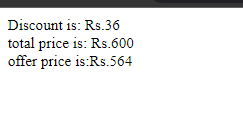 Discount is: Rs.36
total price is: Rs.600
offer price is:Rs.564